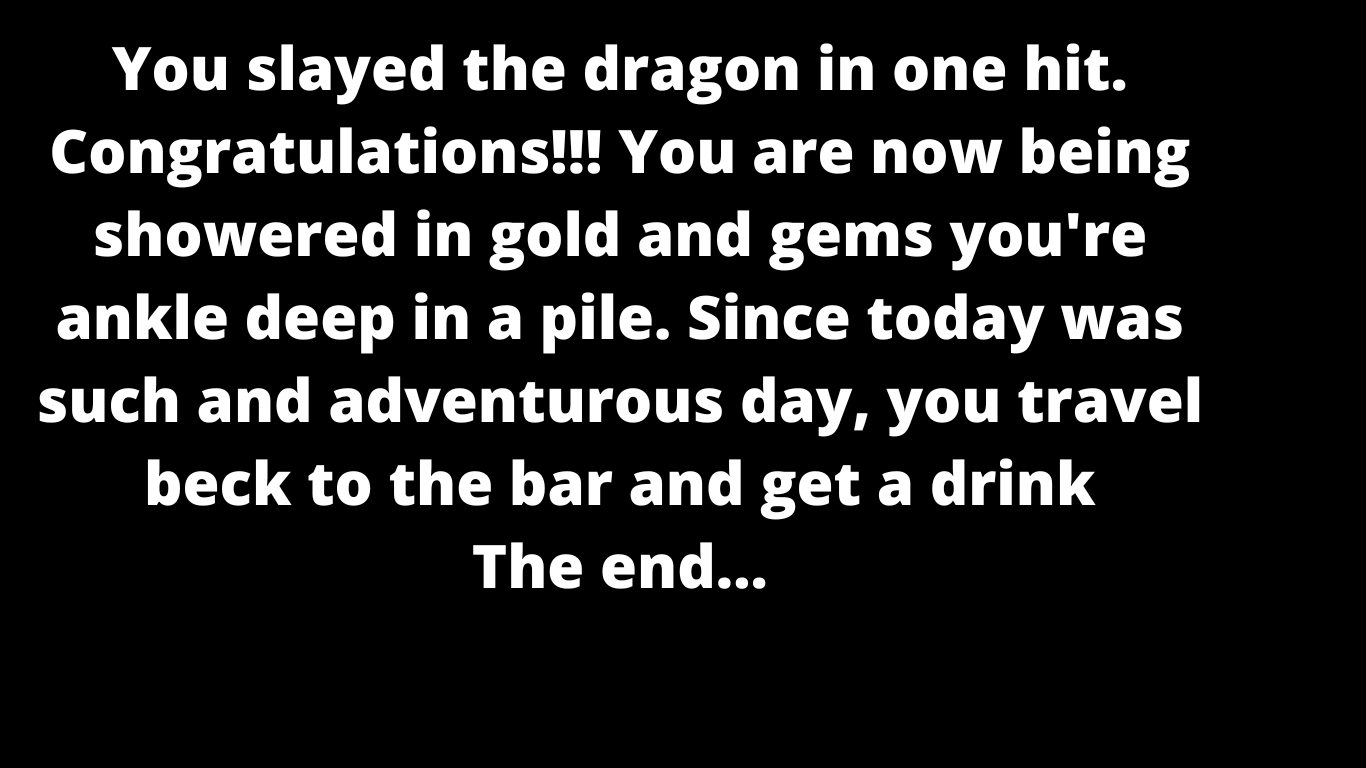 You slayed the dragon in one hit.
Congratulations!!! You are now being
showered in gold and gems you're
ankle deep in a pile. Since today was
such and adventurous day, you travel
beck to the bar and get a drink
The end...